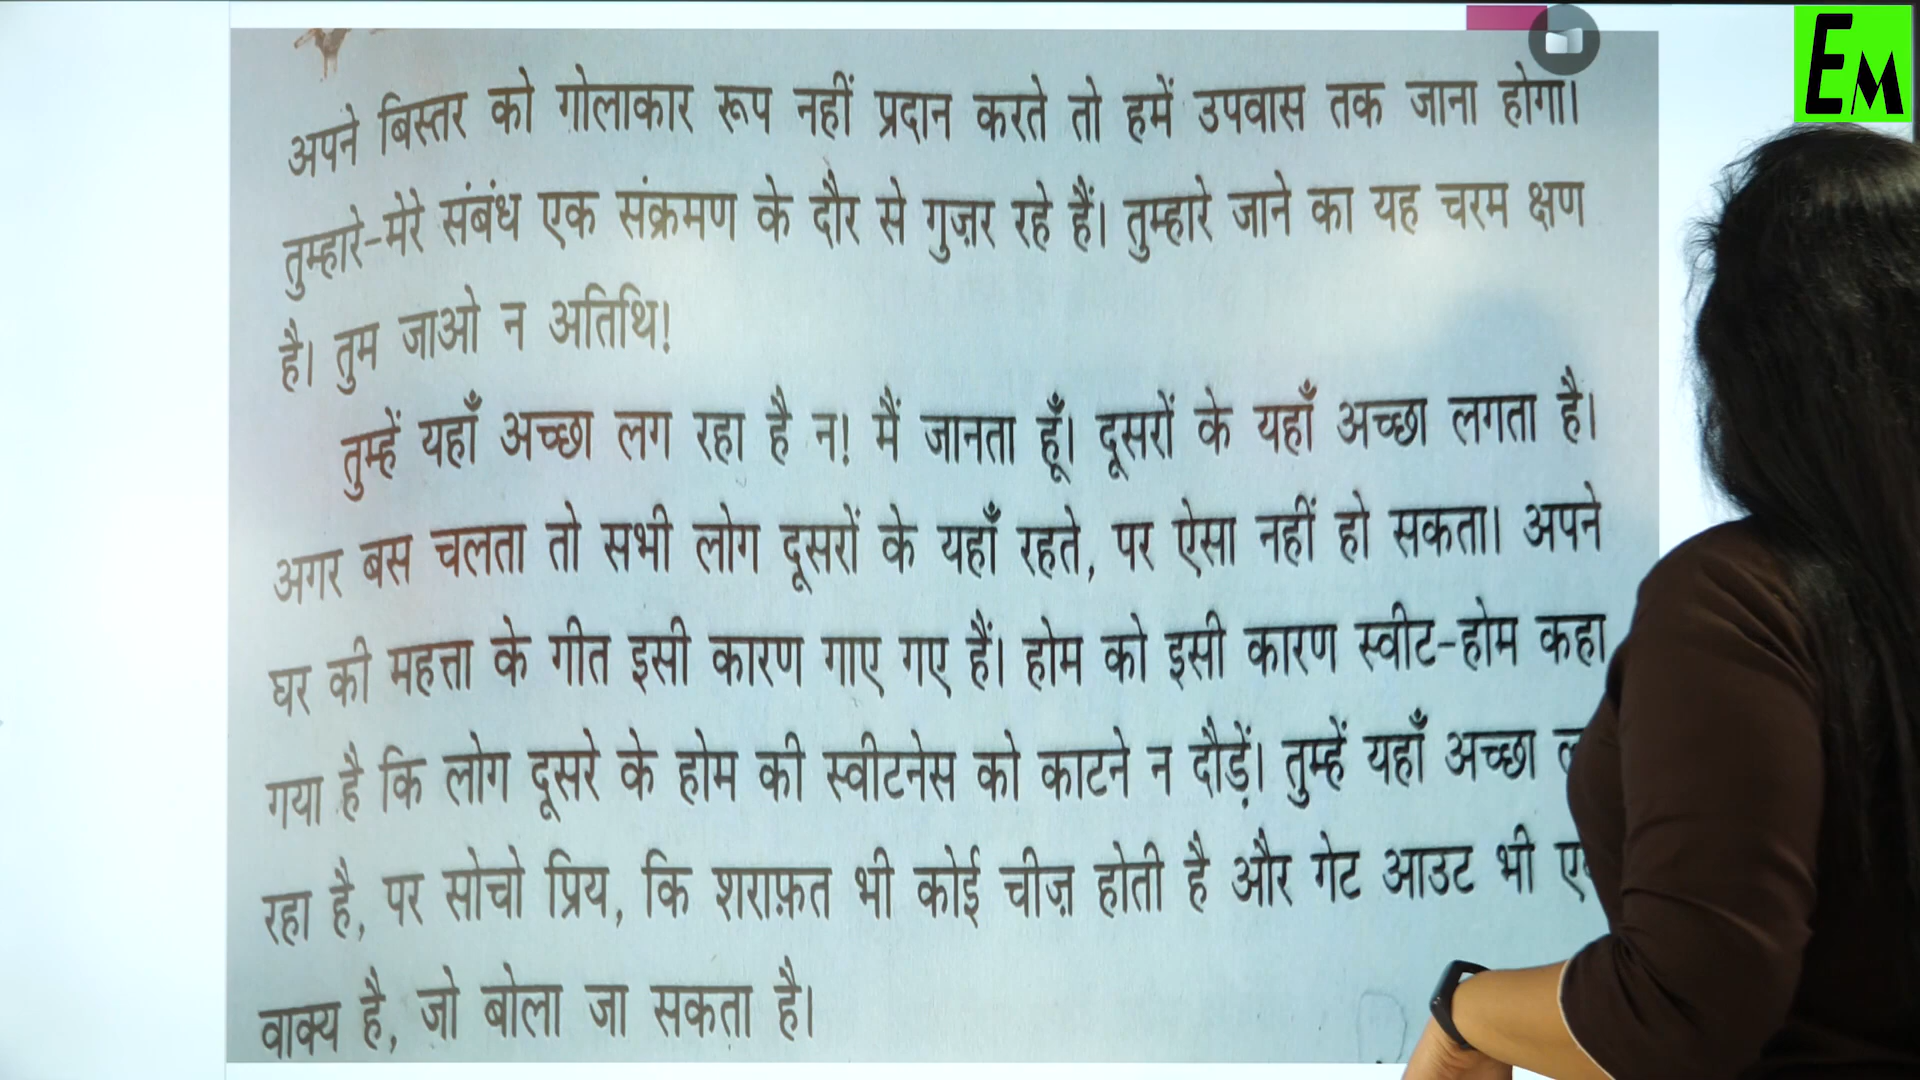 EM
अपने बिस्तर को गोलाकार रूप नहीं प्रदान करते तो हमें उपवास तक जाना होगा।
तुम्हारे-मेरे संबंध एक संक्रमण के दौर से गुज़र रहे हैं। तुम्हारे जाने का यह चरम क्षण
है। तुम जाओ न अतिथि!
तुम्हें यहाँ अच्छा लग रहा है न! मैं जानता हूँ। दूसरों के यहाँ अच्छा लगता है।
अगर बस चलता तो सभी लोग दूसरों के यहाँ रहते, पर ऐसा नहीं हो सकता। अपने
घर की महत्ता के गीत इसी कारण गाए गए हैं। होम को इसी कारण स्वीट-होम कहा
गया है कि लोग दूसरे के होम की स्वीटनेस को काटने न दौड़ें। तुम्हें यहाँ अच्छा
रहा है, पर सोचो प्रिय, कि शराफ़त भी कोई चीज़ होती है और गेट आउट भी
वाक्य है, जो बोला जा सकता है।